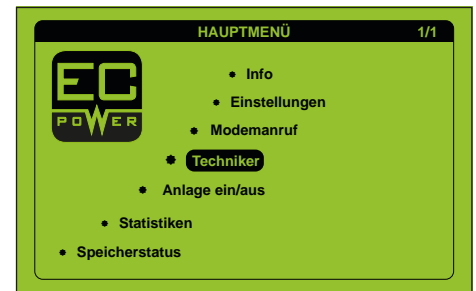 HAUPTMENÜ 1/1
EC
POWER
Info
Einstellungen
Modemanruf
Techniker
Anlage ein/aus
Statistiken
Speicherstatus